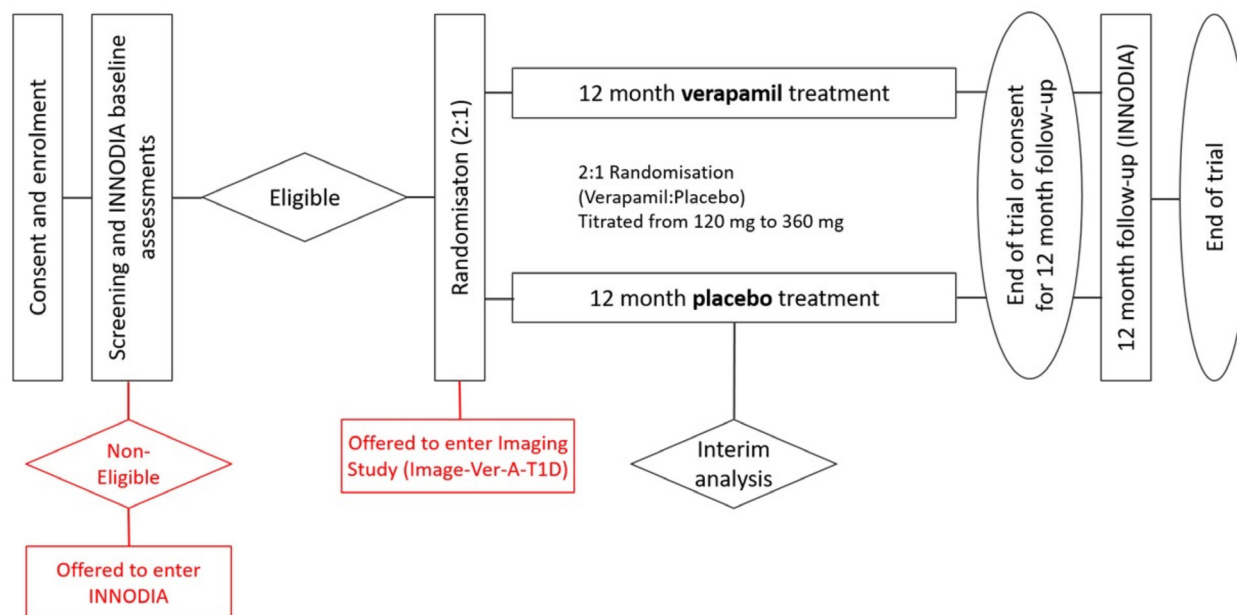 Consent and enrolment
Screening and INNODIA baseline
assessments
Eligible
Randomisaton (2:1)
12 month verapamil treatment
2:1 Randomisation
(Verapamil:Placebo)
Titrated from 120 mg to 360 mg
12 month placebo treatment
End of trial or consent
for 12 month follow-up
12 month follow-up (INNODIA)
End of trial
Non-
Eligible
Offered to enter
INNODIA
Offered to enter Imaging
Study (Image-Ver-A-T1D)
Interim
analysis